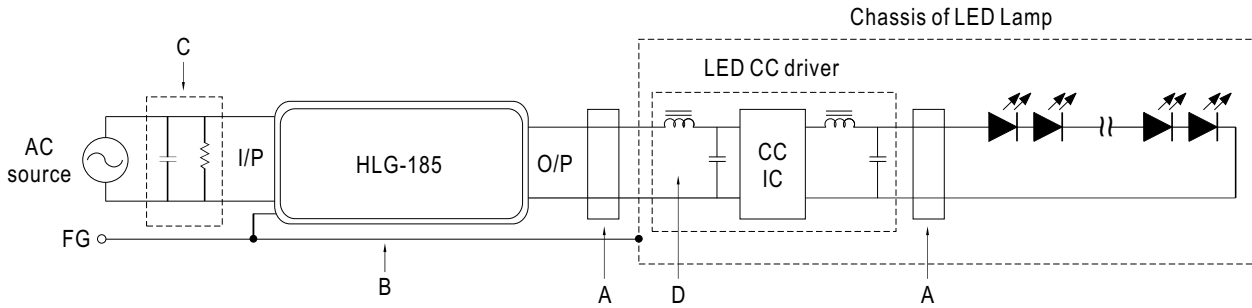 Chassis of LED Lamp
C
LED CC driver
AC
source
I/P
HLG-185
O/P
CC
IC
FG
B
A
D
A